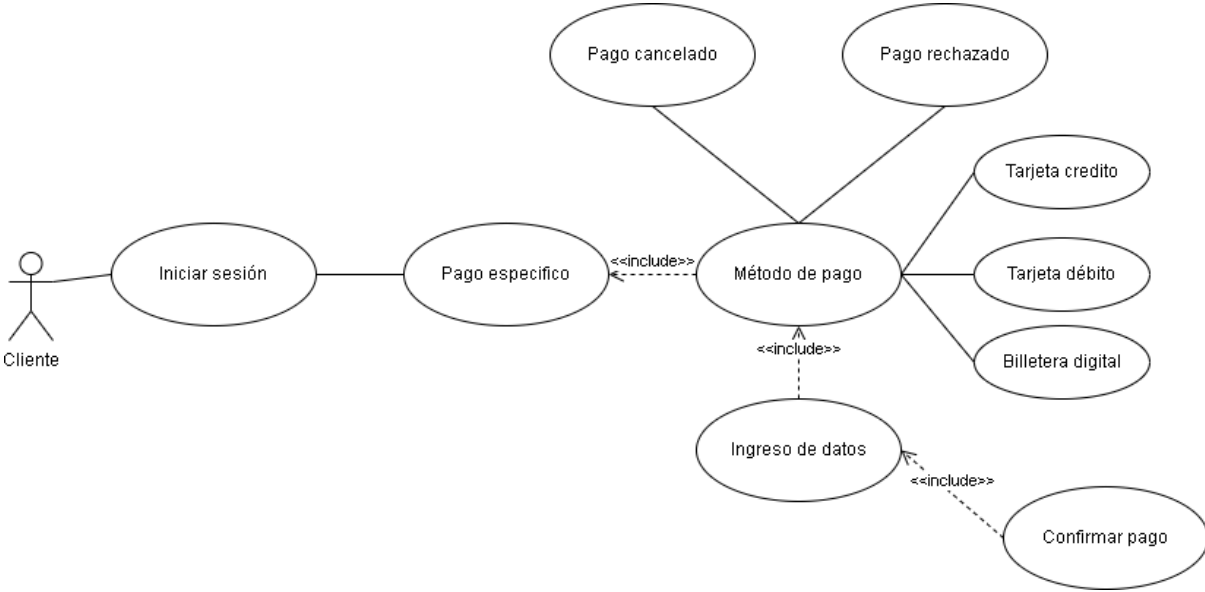 Pago cancelado
Pago rechazado
Tarjeta credito
Iniciar sesión
Pago especifico
<<include>>
Método de pago
Tarjeta débito
Cliente
<<include>>
Billetera digital
Ingreso de datos
<<include>>
Confirmar pago